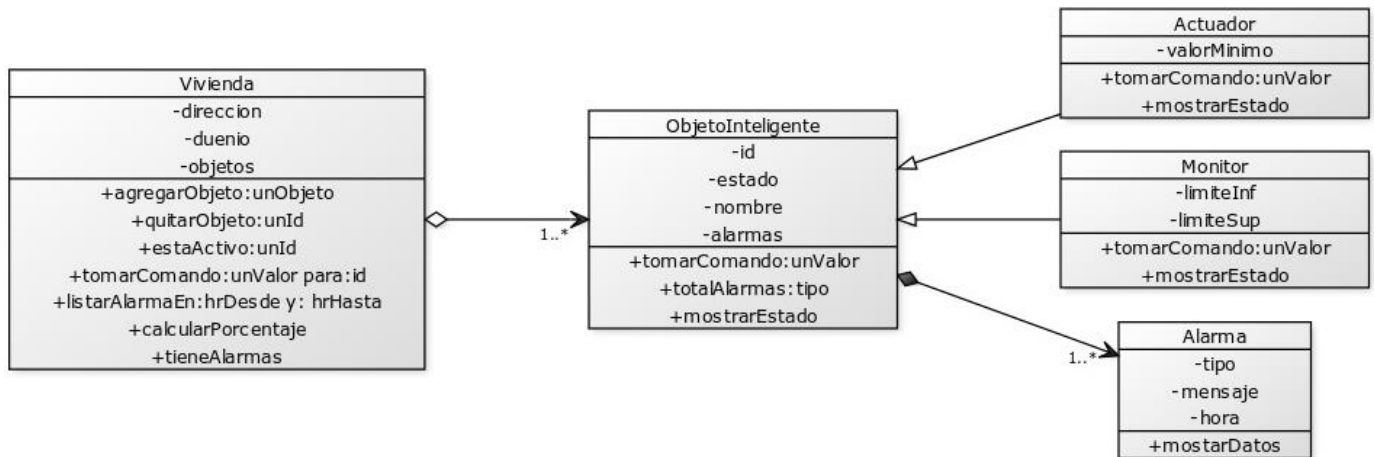 Vivienda
-direccion
-duenio
-objetos
+agregarObjeto:unObjeto
+quitarObjeto:unId
+estaActivo:unId
+tomarComando:unValor para:id
+listarAlarmaEn:hrDesde y: hrHasta
+calcularPorcentaje
+tieneAlarmas
1..*
ObjetoInteligente
-id
-estado
-nombre
-alarmas
+tomarComando:unValor
+totalAlarmas:tipo
+mostrarEstado
Actuador
-valorMinimo
+tomarComando:unValor
+mostrarEstado
Monitor
-limiteInf
-limiteSup
+tomarComando:unValor
+mostrarEstado
1..*
Alarma
-tipo
-mensaje
-hora
+mostarDatos